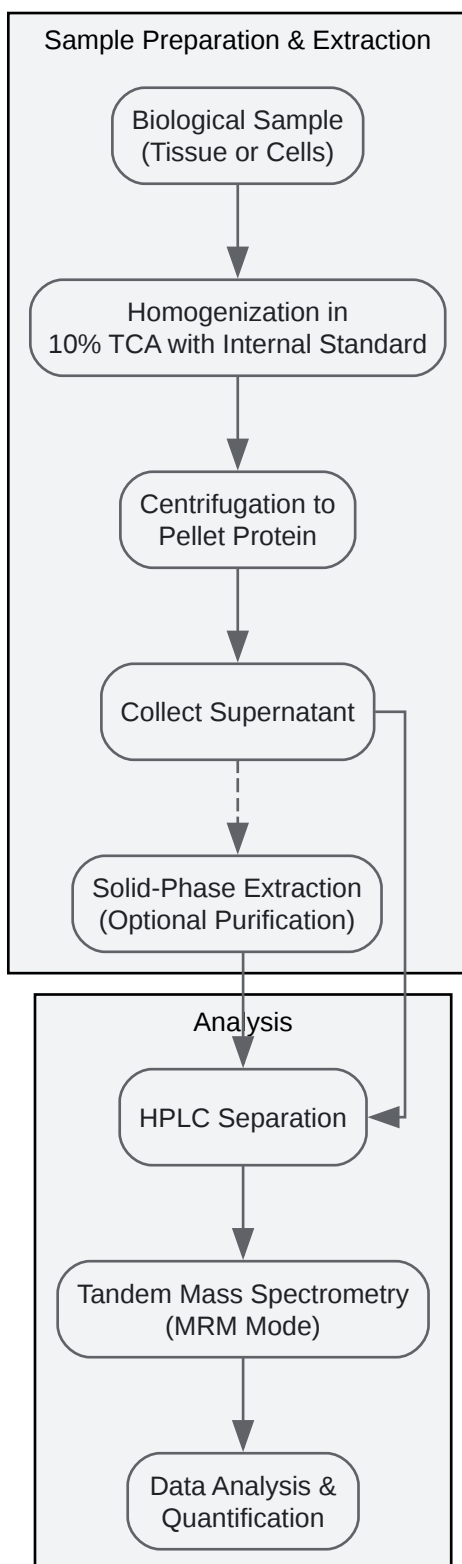 Sample Preparation & Extraction
Biological Sample
(Tissue or Cells)
Homogenization in
10% TCA with Internal Standard
Centrifugation to
Pellet Protein
Collect Supernatant
Solid-Phase Extraction
(Optional Purification)
Analysis
HPLC Separation
Tandem Mass Spectrometry
(MRM Mode)
Data Analysis &
Quantification